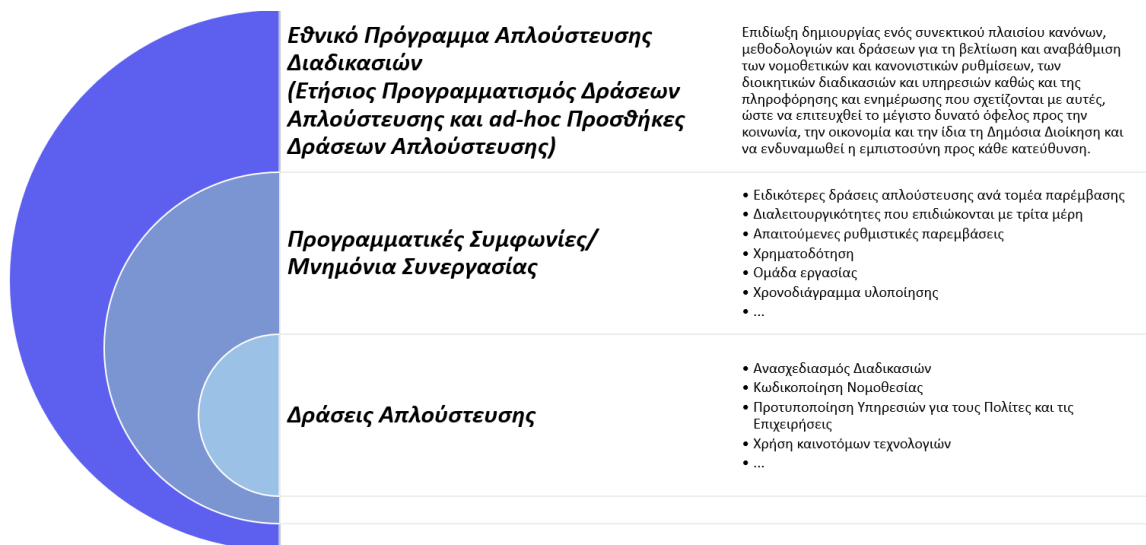 Εθνικό Πρόγραμμα Απλούστευσης
Διαδικασιών
(Ετήσιος Προγραμματισμός Δράσεων
Απλούστευσης και ad-hoc Προσθήκες
Δράσεων Απλούστευσης)
Επιδίωξη δημιουργίας ενός συνεκτικού πλαισίου κανόνων,
μεθοδολογιών και δράσεων για τη βελτίωση και αναβάθμιση
των νομοθετικών και κανονιστικών ρυθμίσεων, των
διοικητικών διαδικασιών και υπηρεσιών καθώς και της
πληροφόρησης και ενημέρωσης που σχετίζονται με αυτές,
ώστε να επιτευχθεί το μέγιστο δυνατό όφελος προς την
κοινωνία, την οικονομία και την ίδια τη Δημόσια Διοίκηση και
να ενδυναμωθεί η εμπιστοσύνη προς κάθε κατεύθυνση.
Προγραμματικές Συμφωνίες/
Μνημόνια Συνεργασίας
• Ειδικότερες δράσεις απλούστευσης ανά τομέα παρέμβασης
• Διαλειτουργικότητες που επιδιώκονται με τρίτα μέρη
• Απαιτούμενες ρυθμιστικές παρεμβάσεις
• Χρηματοδότηση
• Ομάδα εργασίας
• Χρονοδιάγραμμα υλοποίησης
• ...
Δράσεις Απλούστευσης
• Ανασχεδιασμός Διαδικασιών
• Κωδικοποίηση Νομοθεσίας
• Προτυποποίηση Υπηρεσιών για τους Πολίτες και τις
Επιχειρήσεις
• Χρήση καινοτόμων τεχνολογιών
• ...